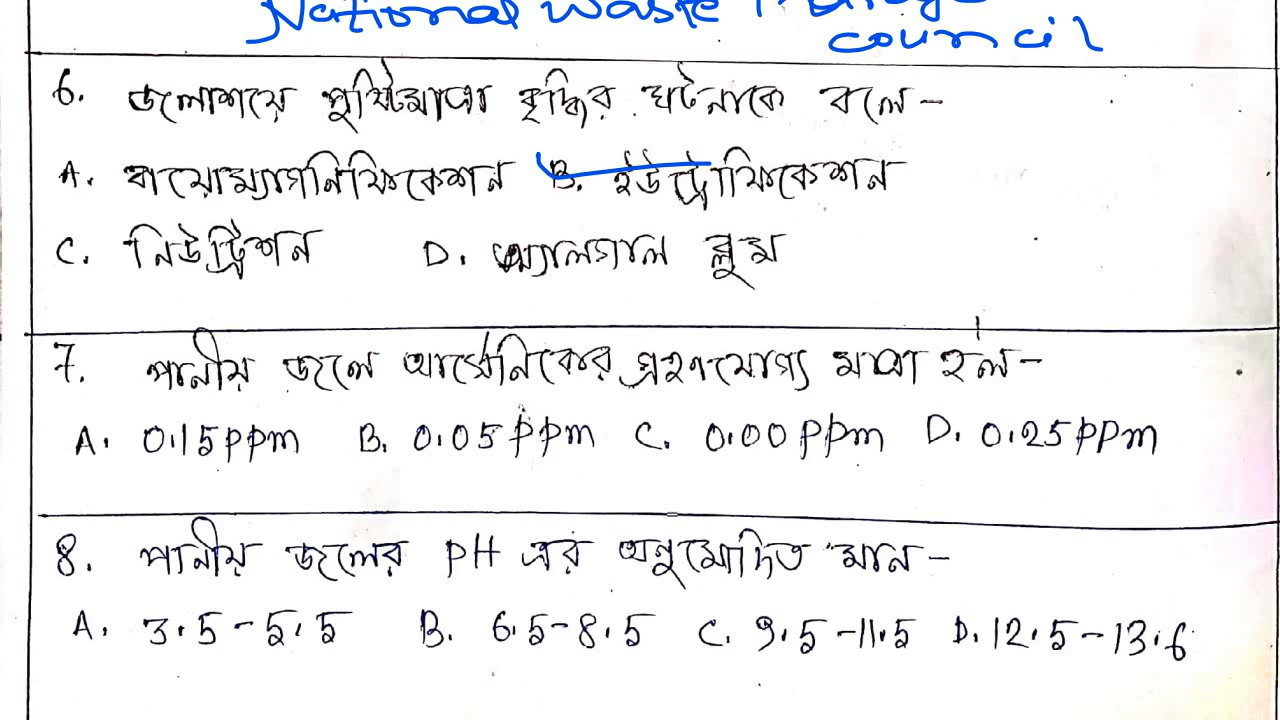 National Waste
council
6. জলাশয়ে পুষ্টিমাত্রা বৃদ্ধির ঘটনাকে বলে-
A. বায়োম্যাগনিফিকেশন B. ইউট্রোফিকেশন
C. নিউট্রিশন D. অ্যালগাল ব্লুম
7. পানীয় জলে আর্সেনিকের গ্রহণযোগ্য মাত্রা হল-
A. 0.15ppm B. 0.05ppm C. 0.00ppm D. 0.25ppm
8. পানীয় জলের PH এর অনুমোদিত মান-
A. 3.5-5.5 B. 6.5-8.5 C. 9.5-11.5 D. 12.5-13.6